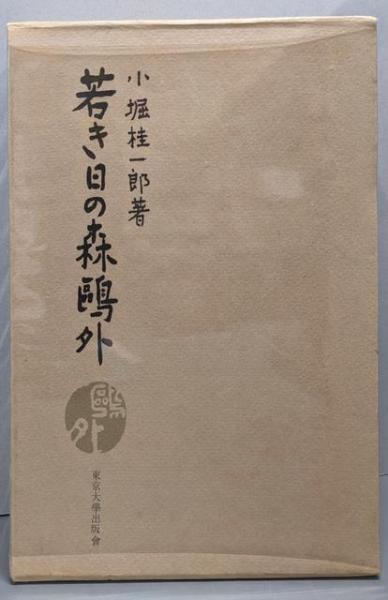 小堀桂一郎著
若き日の森鷗外
鷗外
東京大學出版會